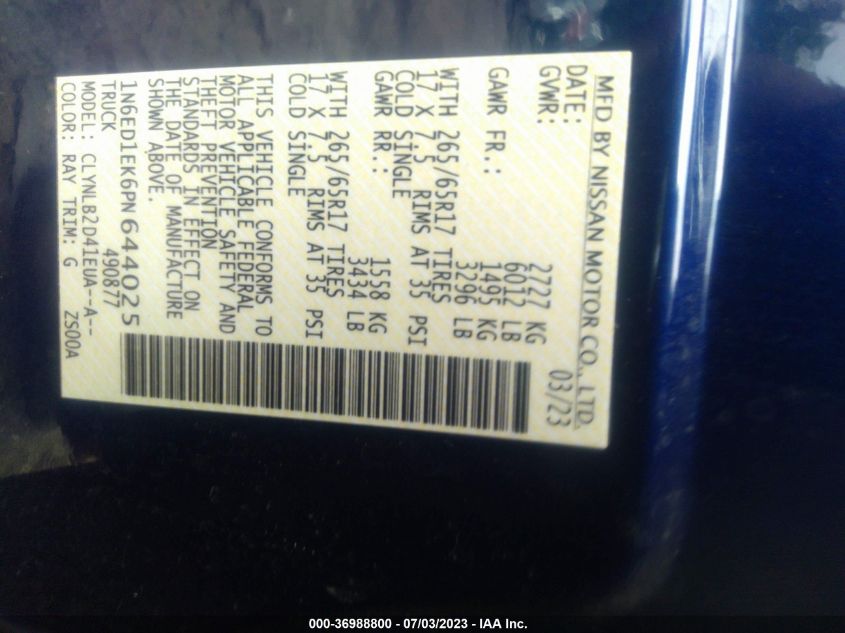 MFD BY NISSAN MOTOR CO., LTD.
DATE: 03/23
GVWR: 2727 KG
6012 LB
GAWR FR.: 1495 KG
3296 LB
WITH 265/65R17 TIRES
17 X 7.5 RIMS AT 35 PSI
COLD SINGLE
GAWR RR.: 1558 KG
3434 LB
WITH 265/65R17 TIRES
17 X 7.5 RIMS AT 35 PSI
COLD SINGLE
THIS VEHICLE CONFORMS TO
ALL APPLICABLE FEDERAL
MOTOR VEHICLE SAFETY AND
THEFT PREVENTION
STANDARDS IN EFFECT ON
THE DATE OF MANUFACTURE
SHOWN ABOVE.
1N6ED1EK6PN644025
TRUCK 490877
MODEL: CLYNLB2D41EUA--A--
COLOR: RAY TRIM: G ZS00A
000-36988800 - 07/03/2023 - IAA Inc.